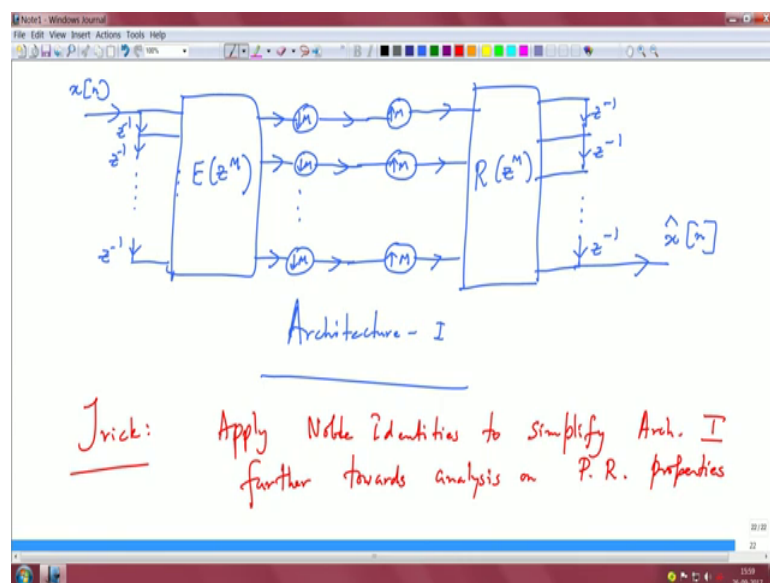 Note1 - Windows Journal
File Edit View Insert Actions Tools Help
100%
B I
x[n]
z⁻¹
z⁻¹
z⁻¹
E(z^M)
↓M
↓M
↓M
↑M
↑M
↑M
R(z^M)
z⁻¹
z⁻¹
z⁻¹
x̂[n]
Architecture - I
Trick: Apply Noble Identities to simplify Arch. I
further towards analysis on P.R. properties
22/22
22
15:59